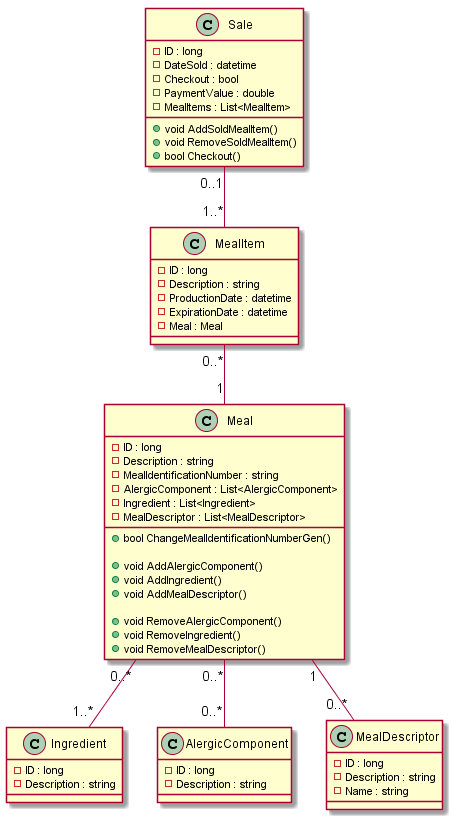 C Sale
ID : long
DateSold : datetime
Checkout : bool
PaymentValue : double
MealItems : List<MealItem>
void AddSoldMealItem()
void RemoveSoldMealItem()
bool Checkout()
0..1
1..*
C MealItem
ID : long
Description : string
ProductionDate : datetime
ExpirationDate : datetime
Meal : Meal
0..*
1
C Meal
ID : long
Description : string
MealIdentificationNumber : string
AlergicComponent : List<AlergicComponent>
Ingredient : List<Ingredient>
MealDescriptor : List<MealDescriptor>
bool ChangeMealIdentificationNumberGen()
void AddAlergicComponent()
void AddIngredient()
void AddMealDescriptor()
void RemoveAlergicComponent()
void RemoveIngredient()
void RemoveMealDescriptor()
0..* 0..* 1
1..* 0..* 0..*
C Ingredient
ID : long
Description : string
C AlergicComponent
ID : long
Description : string
C MealDescriptor
ID : long
Description : string
Name : string